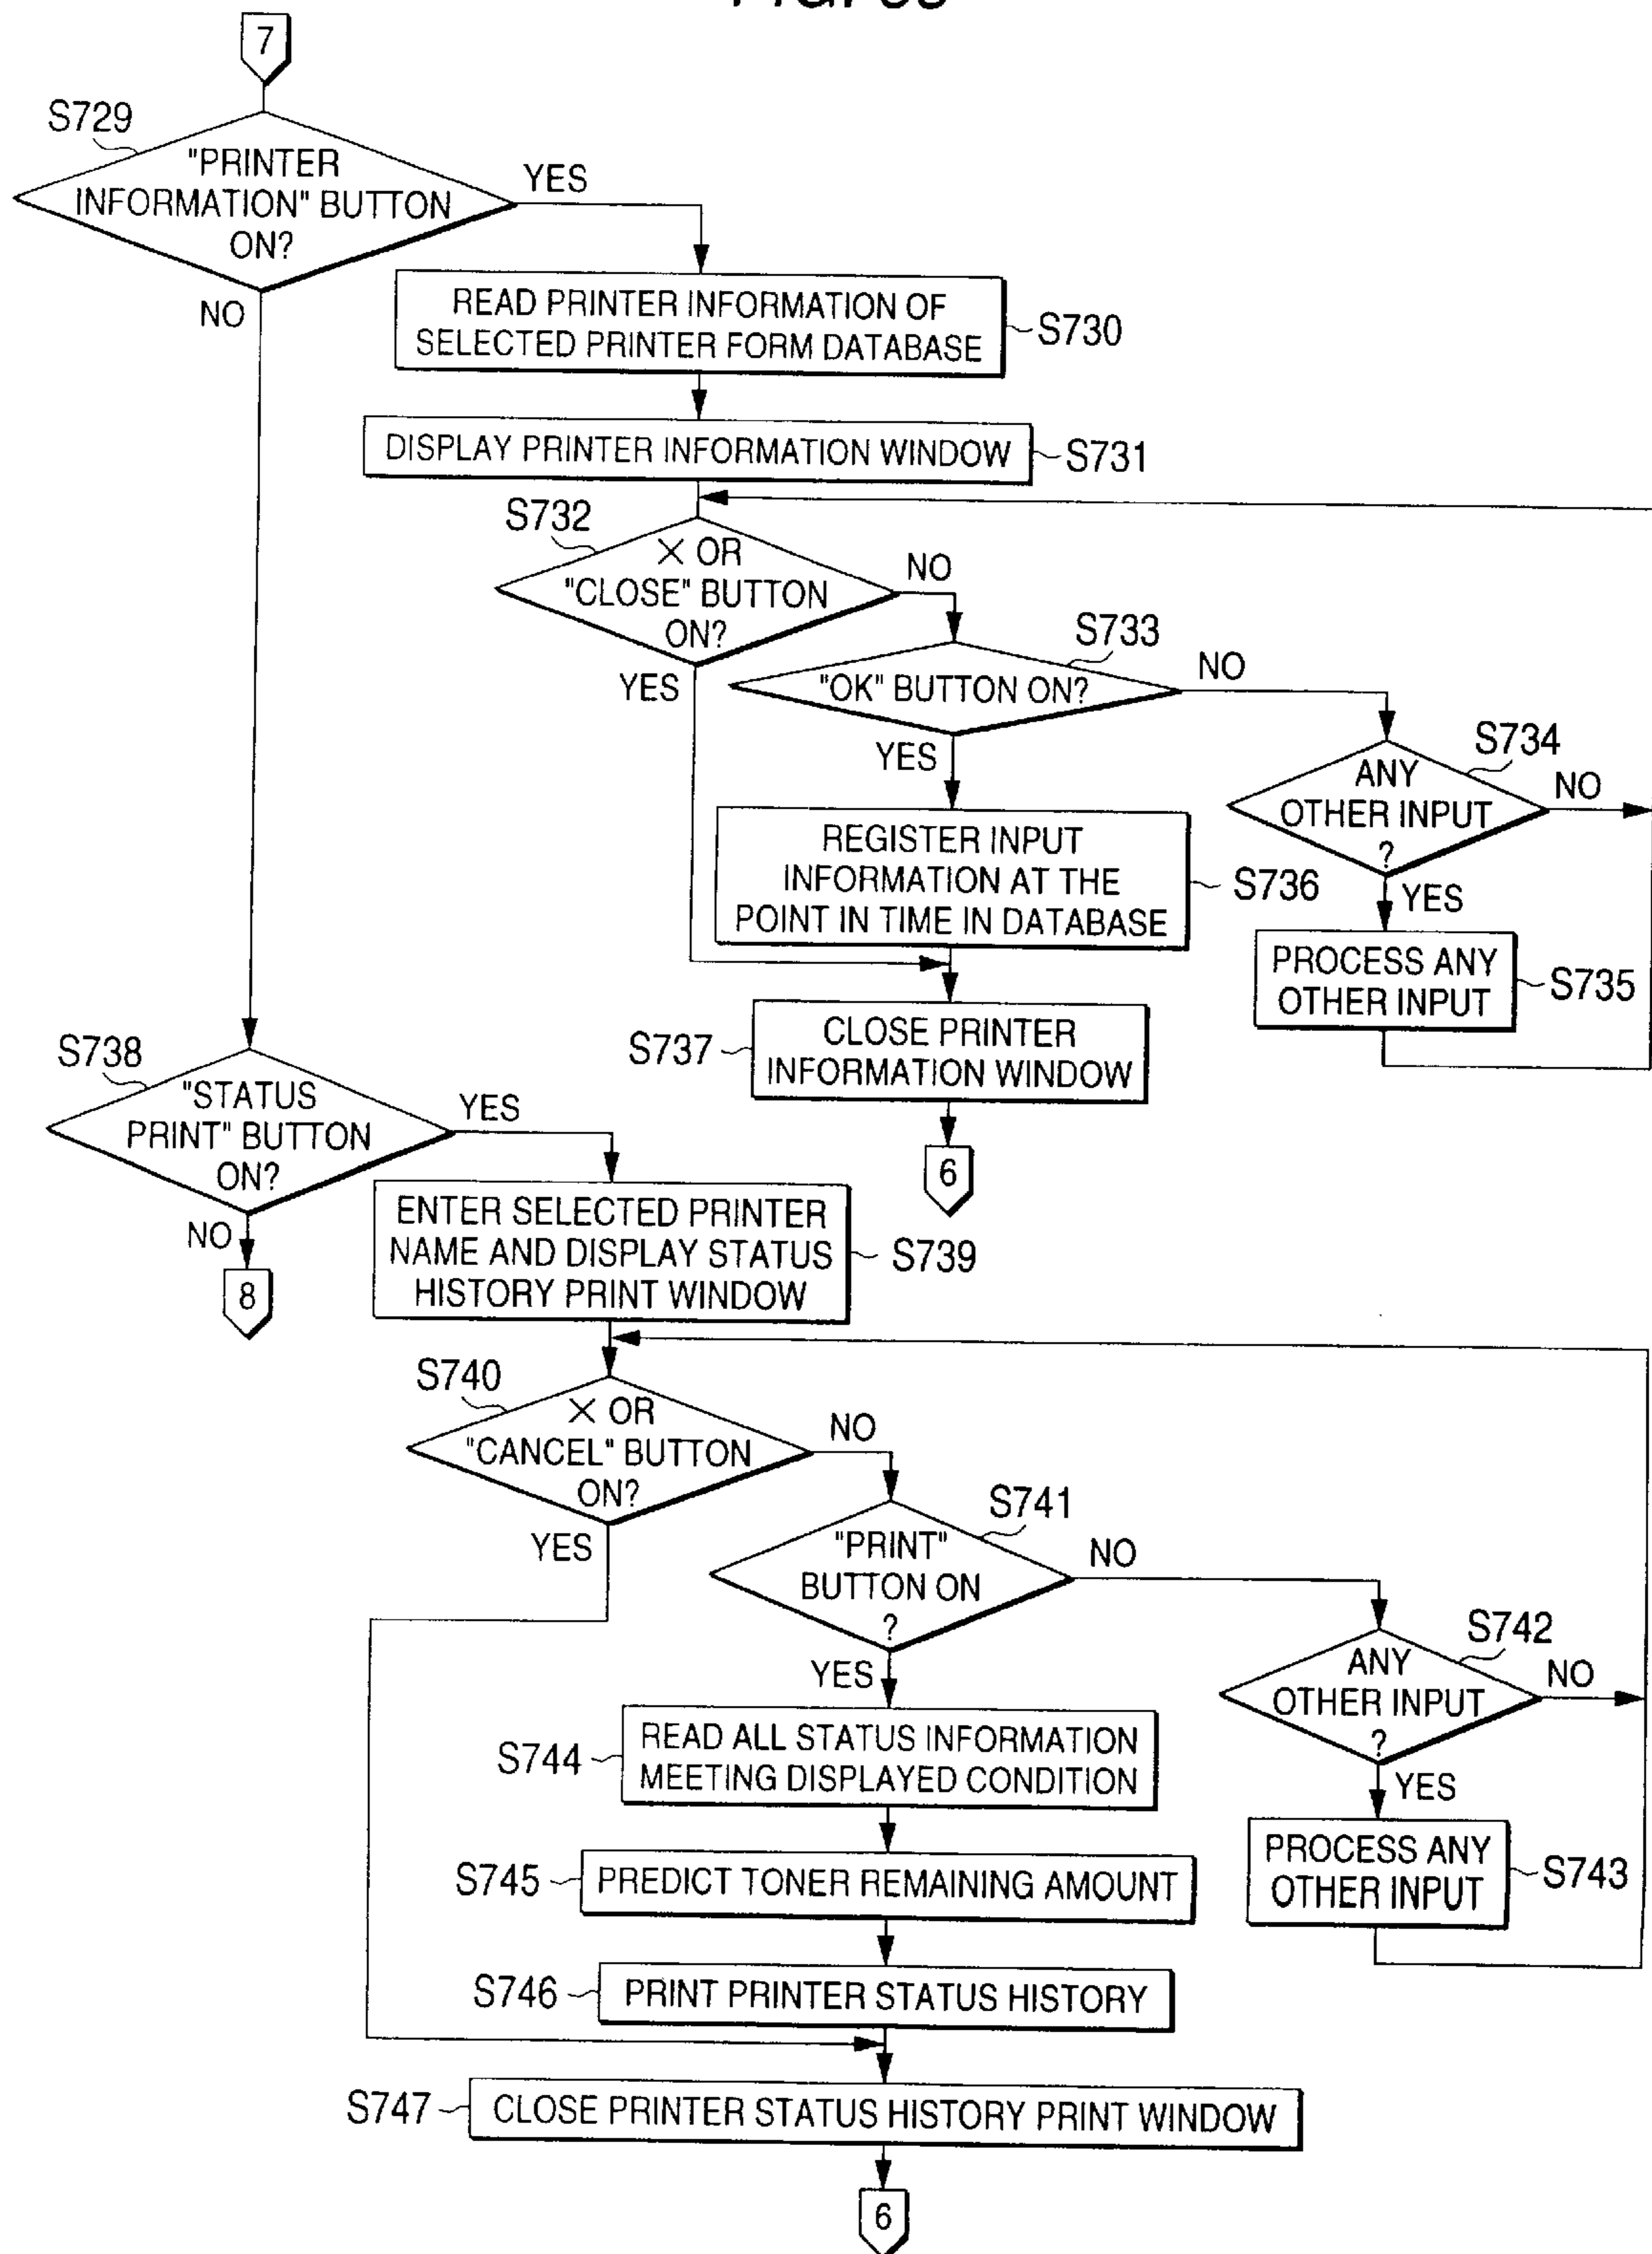 7
S729
"PRINTER
INFORMATION" BUTTON
ON?
YES
NO
READ PRINTER INFORMATION OF
SELECTED PRINTER FORM DATABASE
S730
DISPLAY PRINTER INFORMATION WINDOW
S731
S732
X OR
"CLOSE" BUTTON
ON?
NO
YES
S733
"OK" BUTTON ON?
NO
YES
S734
ANY
OTHER INPUT
?
NO
YES
REGISTER INPUT
INFORMATION AT THE
POINT IN TIME IN DATABASE
S736
PROCESS ANY
OTHER INPUT
S735
S737
CLOSE PRINTER
INFORMATION WINDOW
6
S738
"STATUS
PRINT" BUTTON
ON?
YES
NO
8
ENTER SELECTED PRINTER
NAME AND DISPLAY STATUS
HISTORY PRINT WINDOW
S739
S740
X OR
"CANCEL" BUTTON
ON?
NO
YES
S741
"PRINT"
BUTTON ON
?
NO
YES
S742
ANY
OTHER INPUT
?
NO
YES
S744
READ ALL STATUS INFORMATION
MEETING DISPLAYED CONDITION
PROCESS ANY
OTHER INPUT
S743
S745
PREDICT TONER REMAINING AMOUNT
S746
PRINT PRINTER STATUS HISTORY
S747
CLOSE PRINTER STATUS HISTORY PRINT WINDOW
6